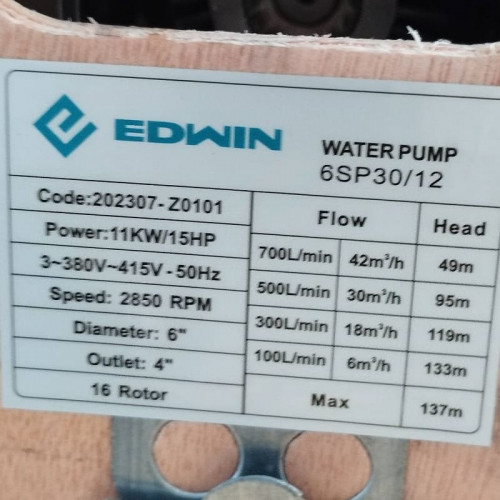 EDWIN
WATER PUMP
6SP30/12
Code:202307-Z0101
Power:11KW/15HP
3~380V~415V-50Hz
Speed: 2850 RPM
Diameter: 6"
Outlet: 4"
16 Rotor
Flow Head
700L/min 42m³/h 49m
500L/min 30m³/h 95m
300L/min 18m³/h 119m
100L/min 6m³/h 133m
Max 137m